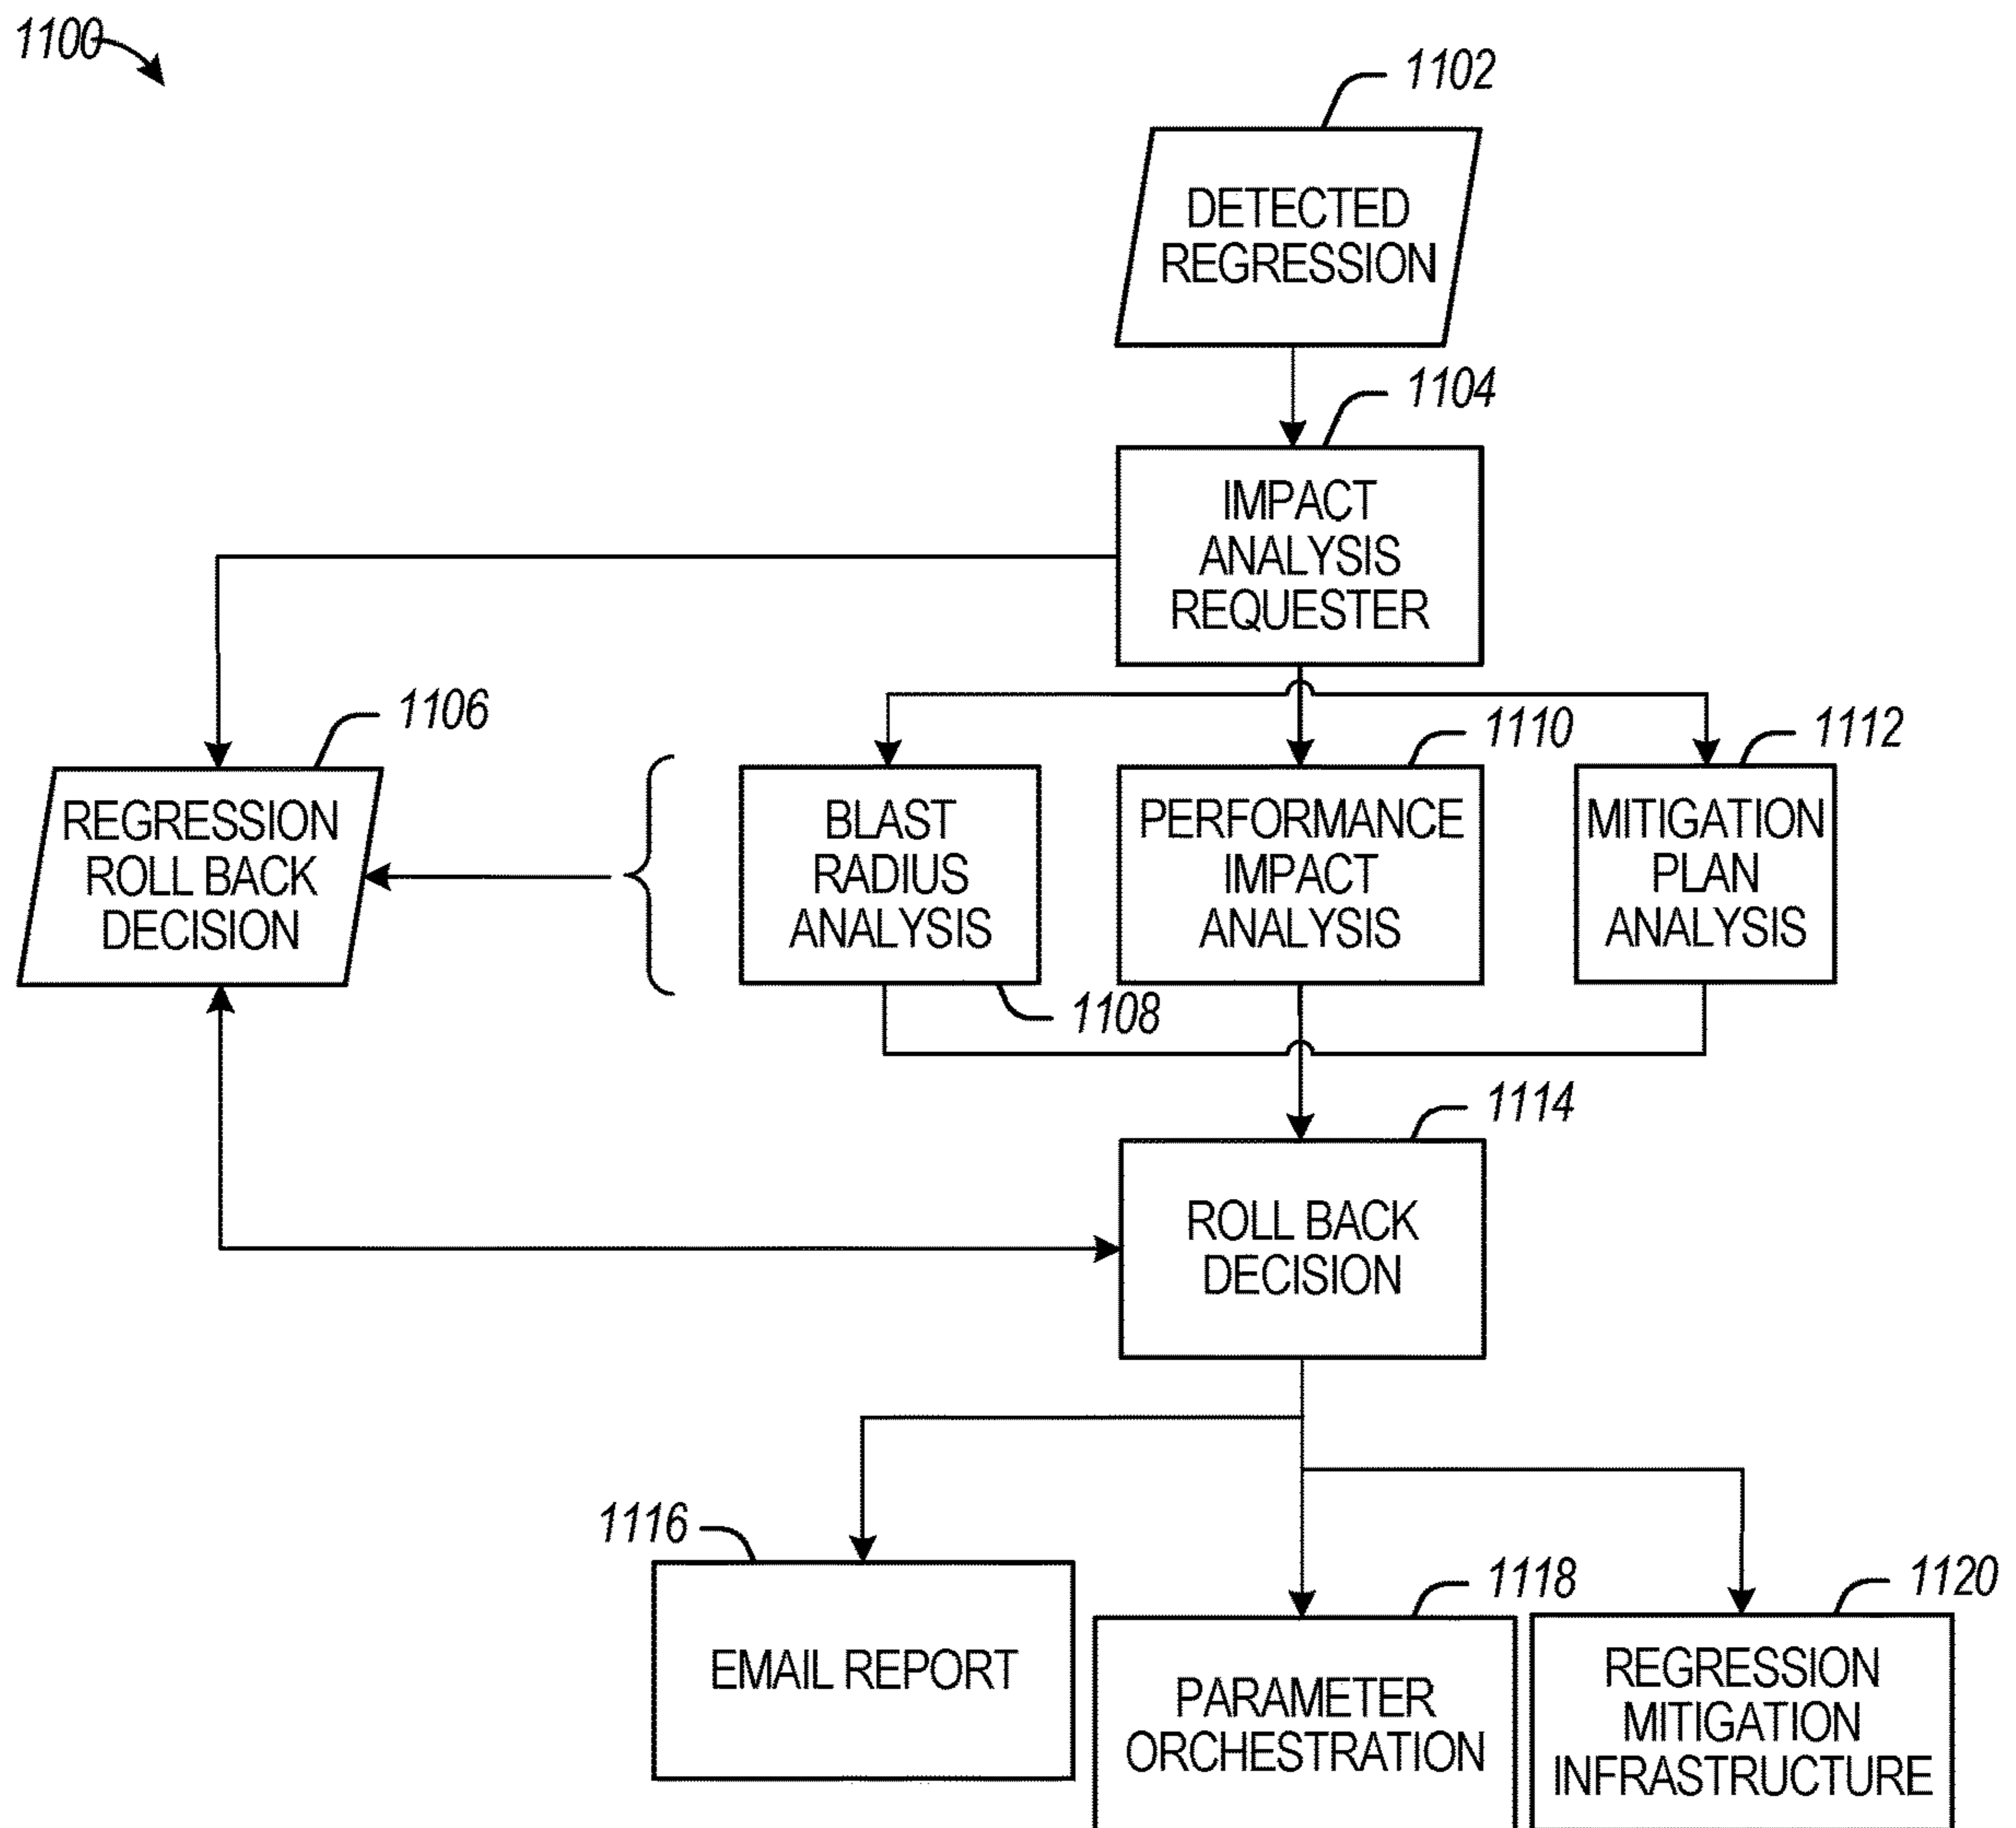 1100
1102
DETECTED
REGRESSION
1104
IMPACT
ANALYSIS
REQUESTER
1106
REGRESSION
ROLL BACK
DECISION
BLAST
RADIUS
ANALYSIS
1108
1110
PERFORMANCE
IMPACT
ANALYSIS
1112
MITIGATION
PLAN
ANALYSIS
1114
ROLL BACK
DECISION
1116
EMAIL REPORT
1118
PARAMETER
ORCHESTRATION
1120
REGRESSION
MITIGATION
INFRASTRUCTURE